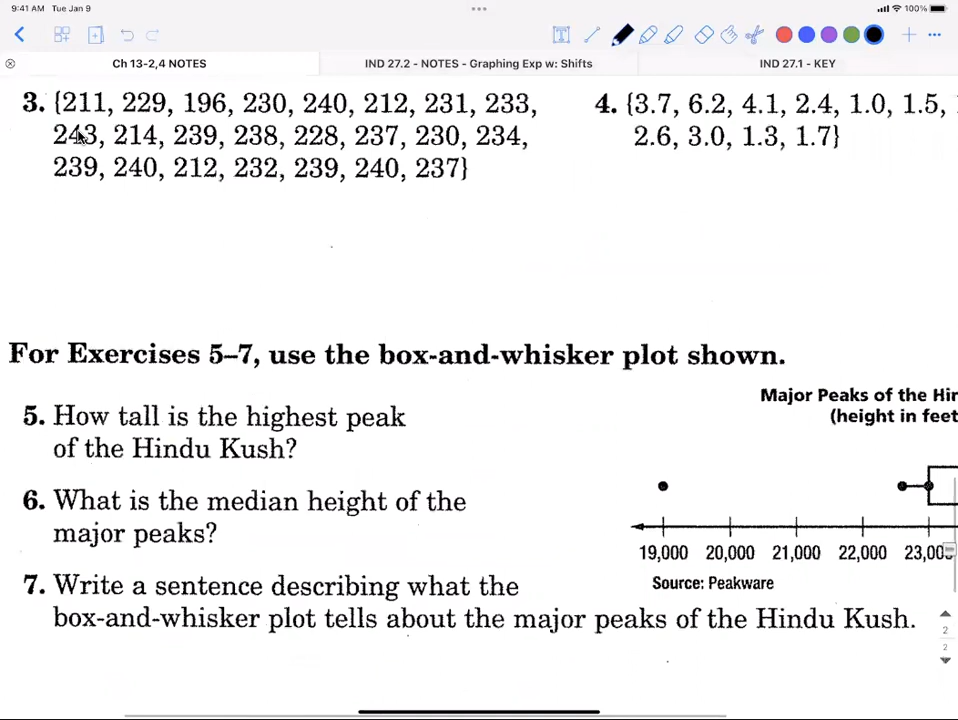 9:41 AM Tue Jan 9
100%
Ch 13-2,4 NOTES
IND 27.2 - NOTES - Graphing Exp w: Shifts
IND 27.1 - KEY
3. {211, 229, 196, 230, 240, 212, 231, 233,
243, 214, 239, 238, 228, 237, 230, 234,
239, 240, 212, 232, 239, 240, 237}
4. {3.7, 6.2, 4.1, 2.4, 1.0, 1.5,
2.6, 3.0, 1.3, 1.7}
For Exercises 5–7, use the box-and-whisker plot shown.
5. How tall is the highest peak
of the Hindu Kush?
6. What is the median height of the
major peaks?
7. Write a sentence describing what the
box-and-whisker plot tells about the major peaks of the Hindu Kush.
Major Peaks of the Hin
(height in feet
19,000 20,000 21,000 22,000 23,00
Source: Peakware
2
2